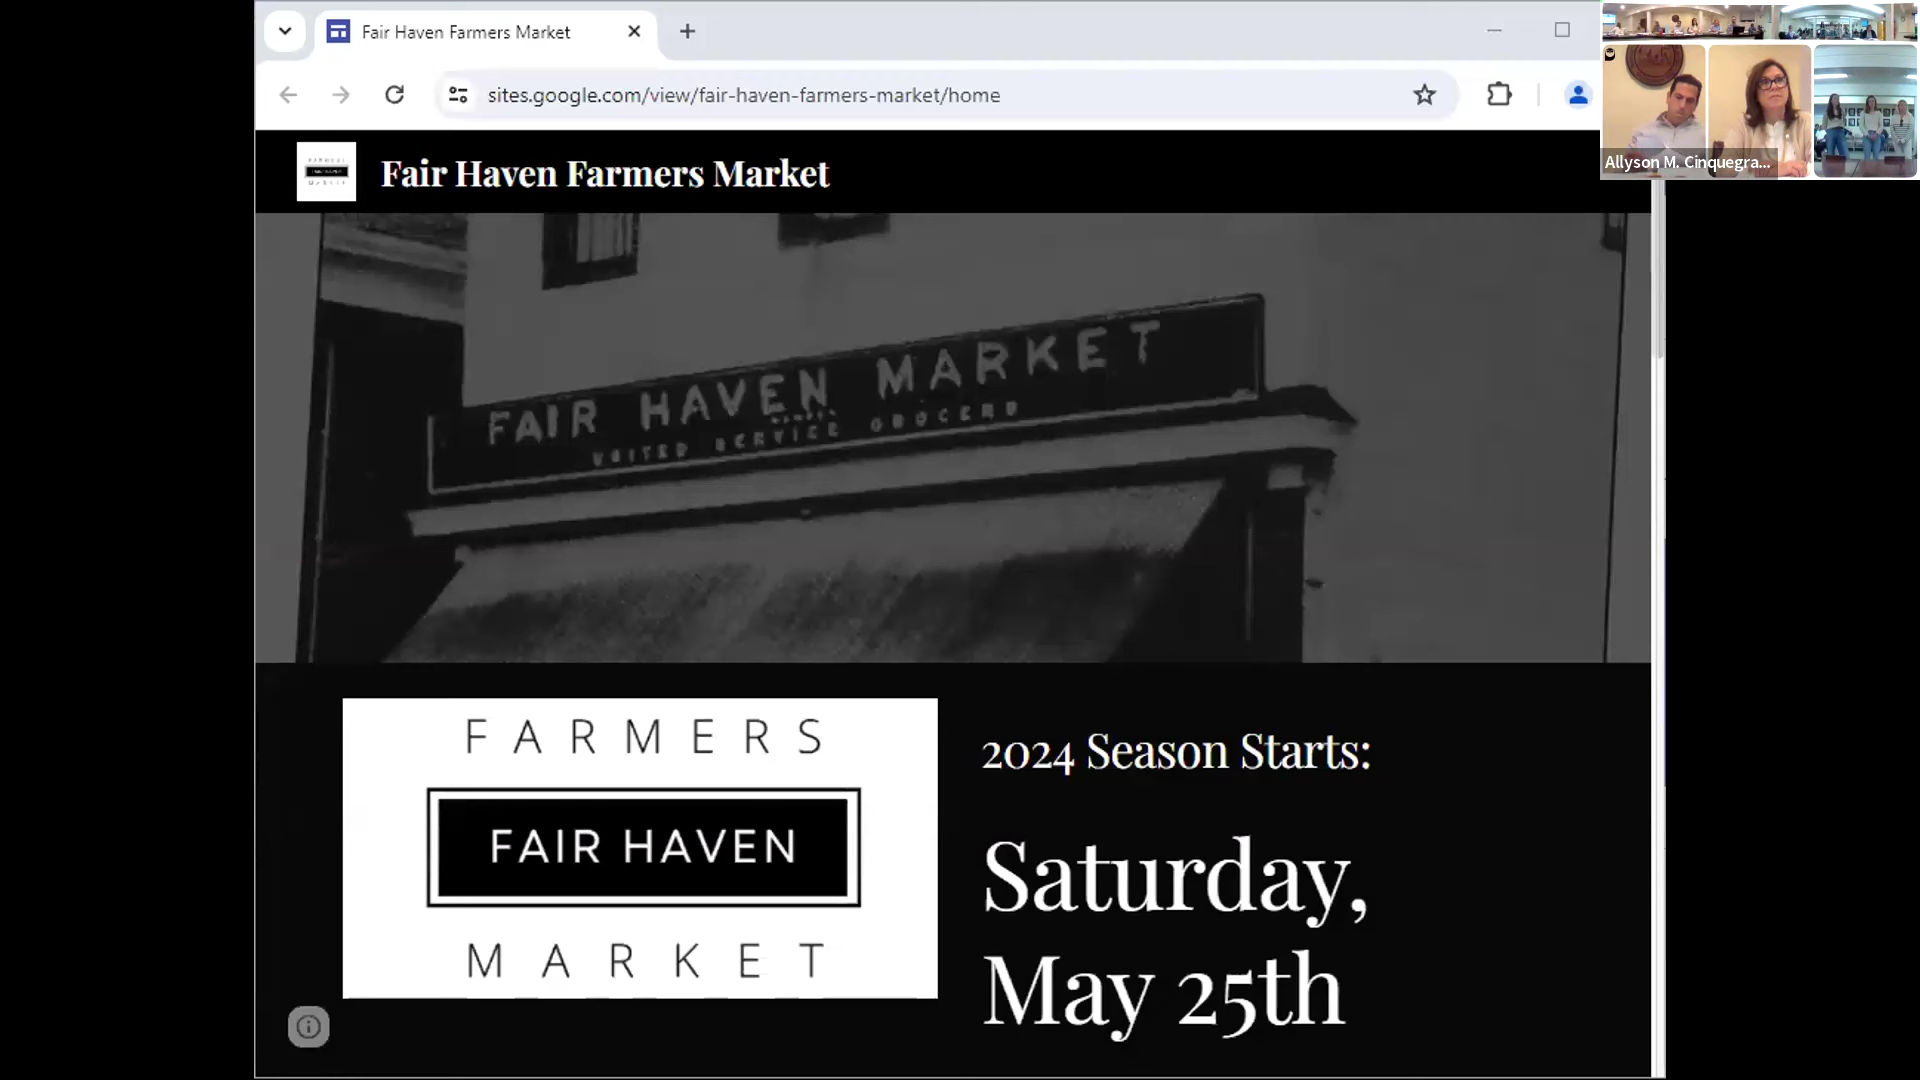 Fair Haven Farmers Market
sites.google.com/view/fair-haven-farmers-market/home
Allyson M. Cinquegra...
Fair Haven Farmers Market
FAIR HAVEN MARKET
UNITED SERVICE GROCERS
FARMERS
FAIR HAVEN
MARKET
2024 Season Starts:
Saturday,
May 25th